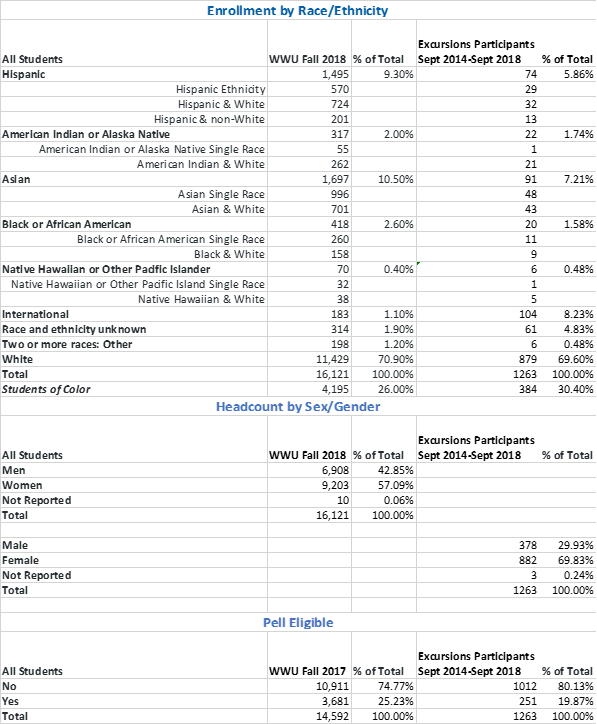 Enrollment by Race/Ethnicity
Excursions Participants
All Students WWU Fall 2018 % of Total Sept 2014-Sept 2018 % of Total
Hispanic 1,495 9.30% 74 5.86%
Hispanic Ethnicity 570 29
Hispanic & White 724 32
Hispanic & non-White 201 13
American Indian or Alaska Native 317 2.00% 22 1.74%
American Indian or Alaska Native Single Race 55 1
American Indian & White 262 21
Asian 1,697 10.50% 91 7.21%
Asian Single Race 996 48
Asian & White 701 43
Black or African American 418 2.60% 20 1.58%
Black or African American Single Race 260 11
Black & White 158 9
Native Hawaiian or Other Pacific Islander 70 0.40% 6 0.48%
Native Hawaiian or Other Pacific Island Single Race 32 1
Native Hawaiian & White 38 5
International 183 1.10% 104 8.23%
Race and ethnicity unknown 314 1.90% 61 4.83%
Two or more races: Other 198 1.20% 6 0.48%
White 11,429 70.90% 879 69.60%
Total 16,121 100.00% 1263 100.00%
Students of Color 4,195 26.00% 384 30.40%
Headcount by Sex/Gender
Excursions Participants
All Students WWU Fall 2018 % of Total Sept 2014-Sept 2018 % of Total
Men 6,908 42.85%
Women 9,203 57.09%
Not Reported 10 0.06%
Total 16,121 100.00%
Male 378 29.93%
Female 882 69.83%
Not Reported 3 0.24%
Total 1263 100.00%
Pell Eligible
Excursions Participants
All Students WWU Fall 2017 % of Total Sept 2014-Sept 2018 % of Total
No 10,911 74.77% 1012 80.13%
Yes 3,681 25.23% 251 19.87%
Total 14,592 100.00% 1263 100.00%